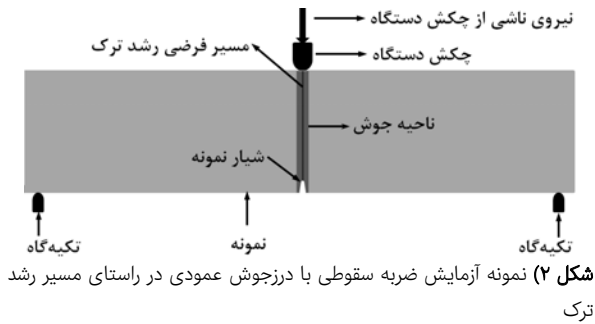 نیروی ناشی از چکش دستگاه
مسیر فرضی رشد ترک
چکش دستگاه
ناحیه جوش
شیار نمونه
تکیه‌گاه
نمونه
تکیه‌گاه
شکل ۲) نمونه آزمایش ضربه سقوطی با درزجوش عمودی در راستای مسیر رشد
ترک